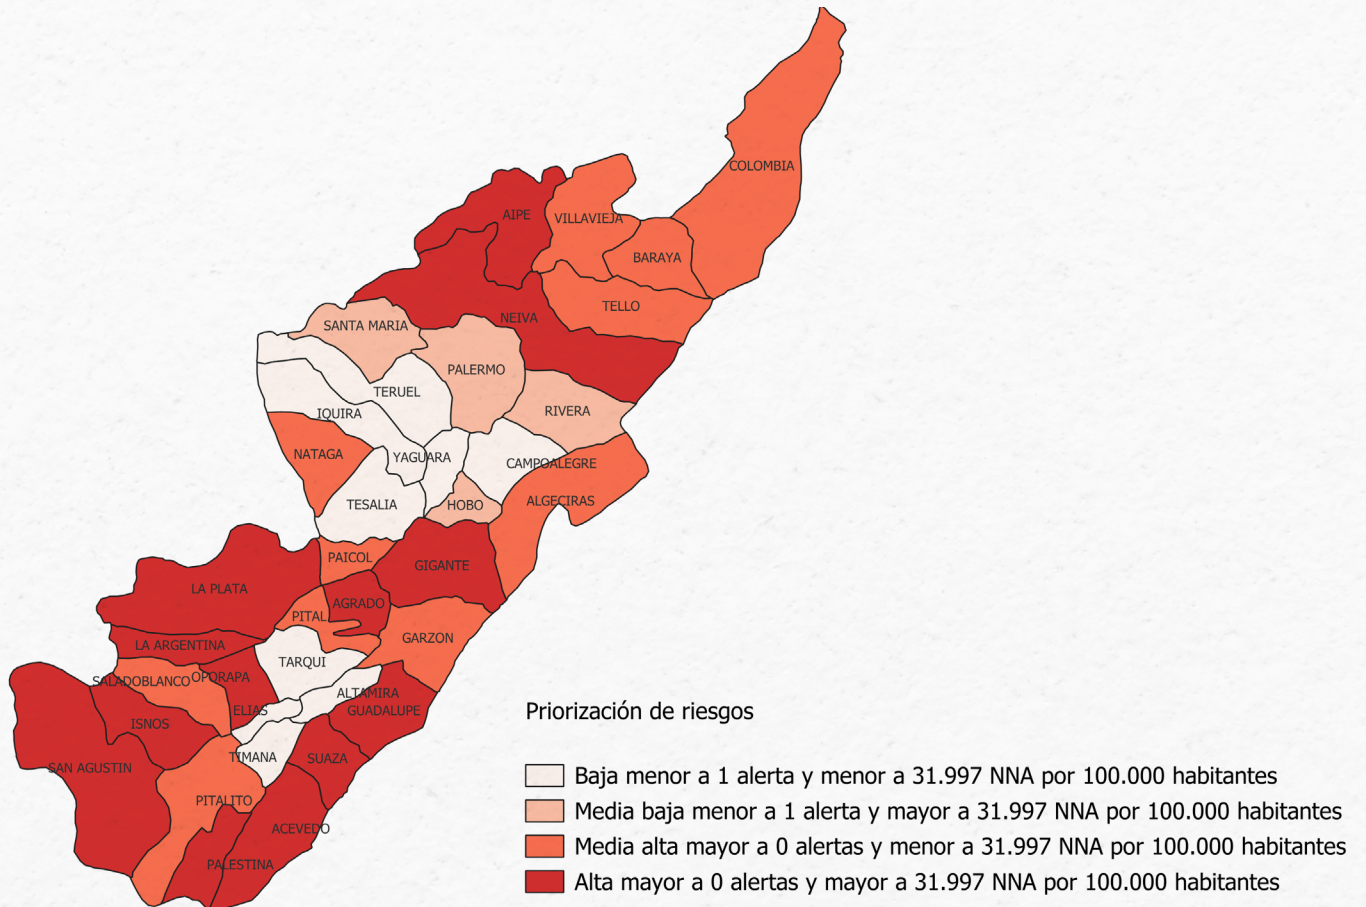 COLOMBIA
AIPE
VILLAVIEJA
BARAYA
TELLO
NEIVA
SANTA MARIA
PALERMO
TERUEL
RIVERA
IQUIRA
NATAGA
YAGUARA
CAMPOALEGRE
ALGECIRAS
TESALIA
HOBO
PAICOL
GIGANTE
LA PLATA
AGRADO
PITAL
GARZON
LA ARGENTINA
TARQUI
OPORAPA
SALADOBLANCO
ALTAMIRA
ELIAS
GUADALUPE
ISNOS
TIMANA
SUAZA
SAN AGUSTIN
PITALITO
ACEVEDO
PALESTINA
Priorización de riesgos
Baja menor a 1 alerta y menor a 31.997 NNA por 100.000 habitantes
Media baja menor a 1 alerta y mayor a 31.997 NNA por 100.000 habitantes
Media alta mayor a 0 alertas y menor a 31.997 NNA por 100.000 habitantes
Alta mayor a 0 alertas y mayor a 31.997 NNA por 100.000 habitantes